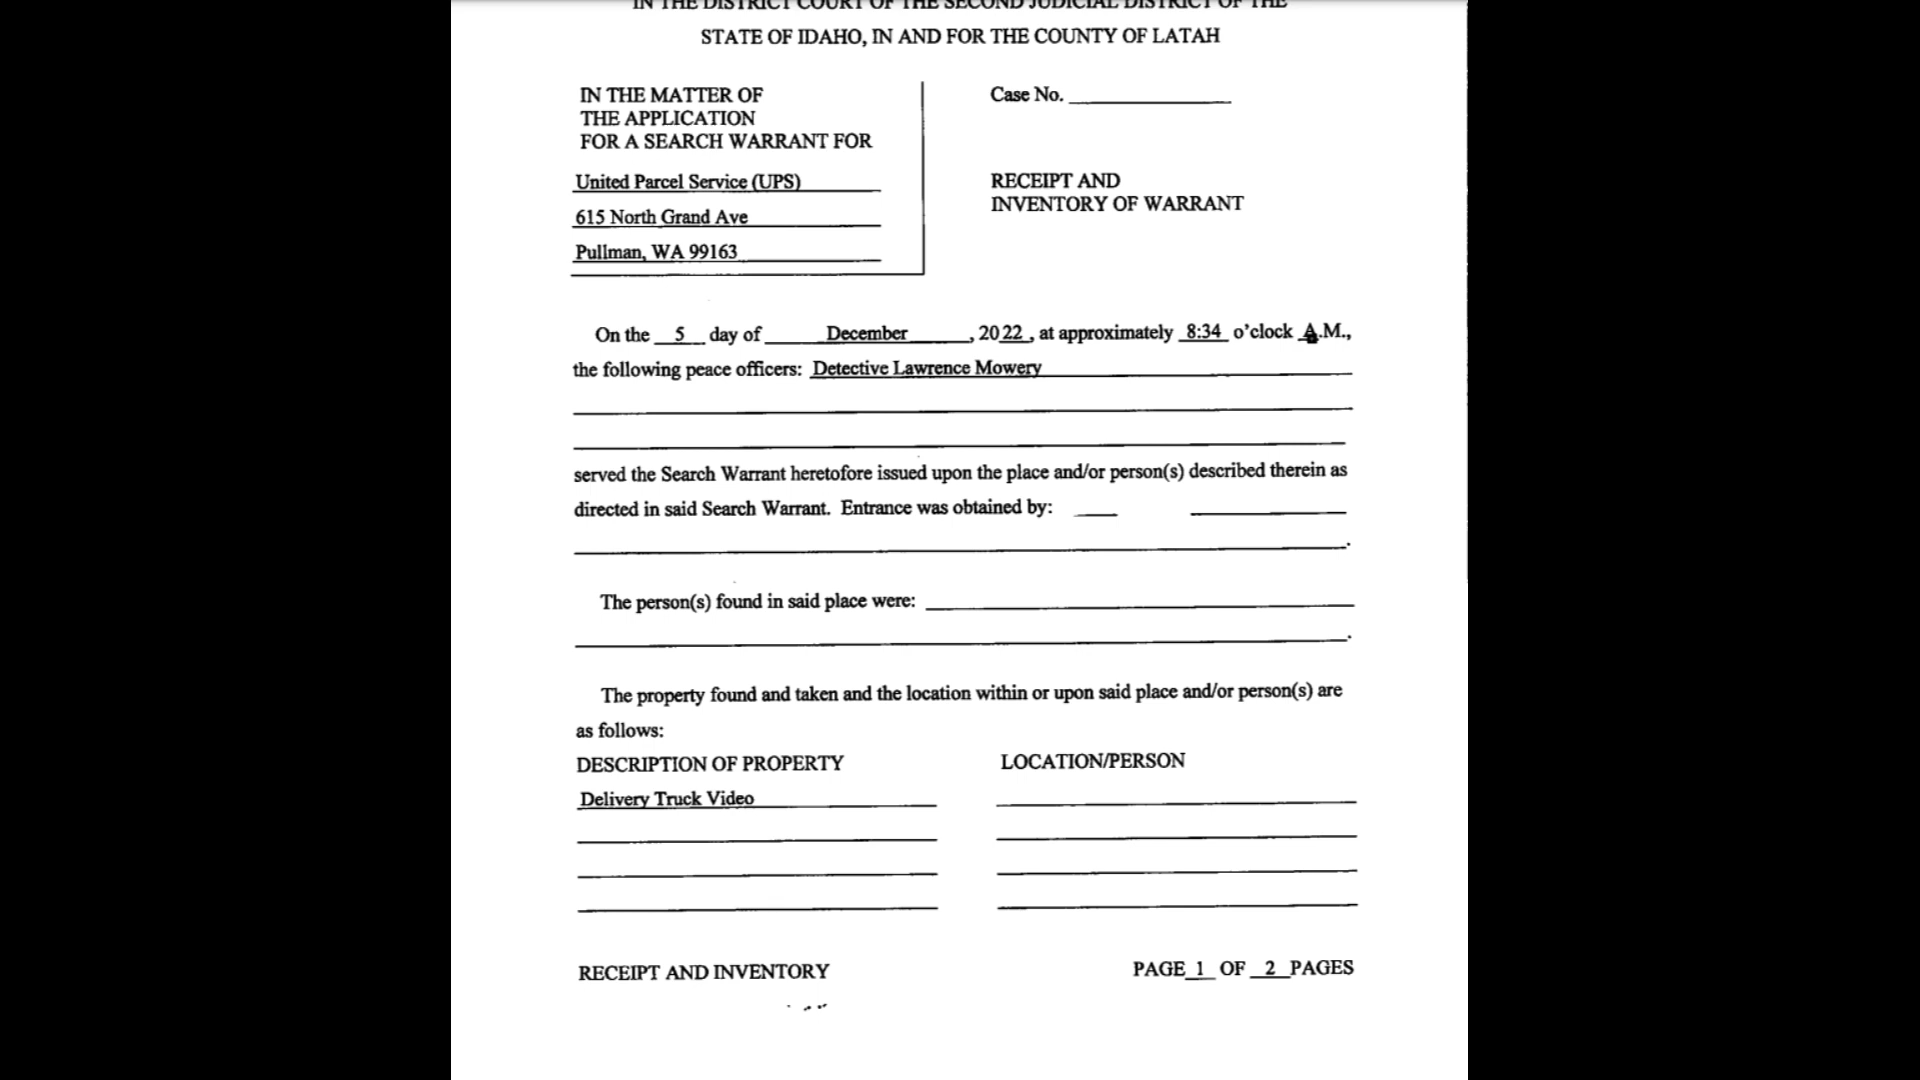 IN THE DISTRICT COURT OF THE SECOND JUDICIAL DISTRICT OF THE
STATE OF IDAHO, IN AND FOR THE COUNTY OF LATAH
IN THE MATTER OF
THE APPLICATION
FOR A SEARCH WARRANT FOR
United Parcel Service (UPS)
615 North Grand Ave
Pullman, WA 99163
Case No.
RECEIPT AND
INVENTORY OF WARRANT
On the 5 day of December, 2022, at approximately 8:34 o'clock A.M.,
the following peace officers: Detective Lawrence Mowery
served the Search Warrant heretofore issued upon the place and/or person(s) described therein as
directed in said Search Warrant. Entrance was obtained by:
The person(s) found in said place were:
The property found and taken and the location within or upon said place and/or person(s) are
as follows:
DESCRIPTION OF PROPERTY
LOCATION/PERSON
Delivery Truck Video
RECEIPT AND INVENTORY
PAGE 1 OF 2 PAGES